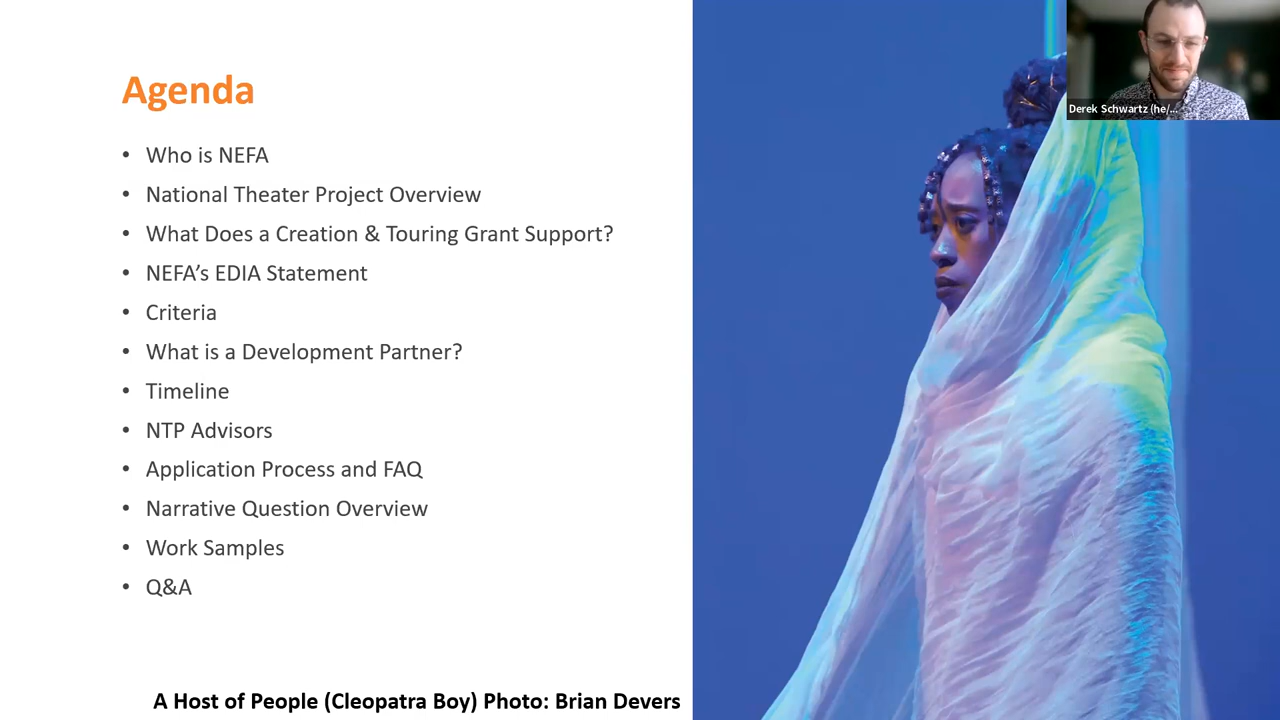 Agenda
• Who is NEFA
• National Theater Project Overview
• What Does a Creation & Touring Grant Support?
• NEFA’s EDIA Statement
• Criteria
• What is a Development Partner?
• Timeline
• NTP Advisors
• Application Process and FAQ
• Narrative Question Overview
• Work Samples
• Q&A
A Host of People (Cleopatra Boy) Photo: Brian Devers
Derek Schwartz (he/...